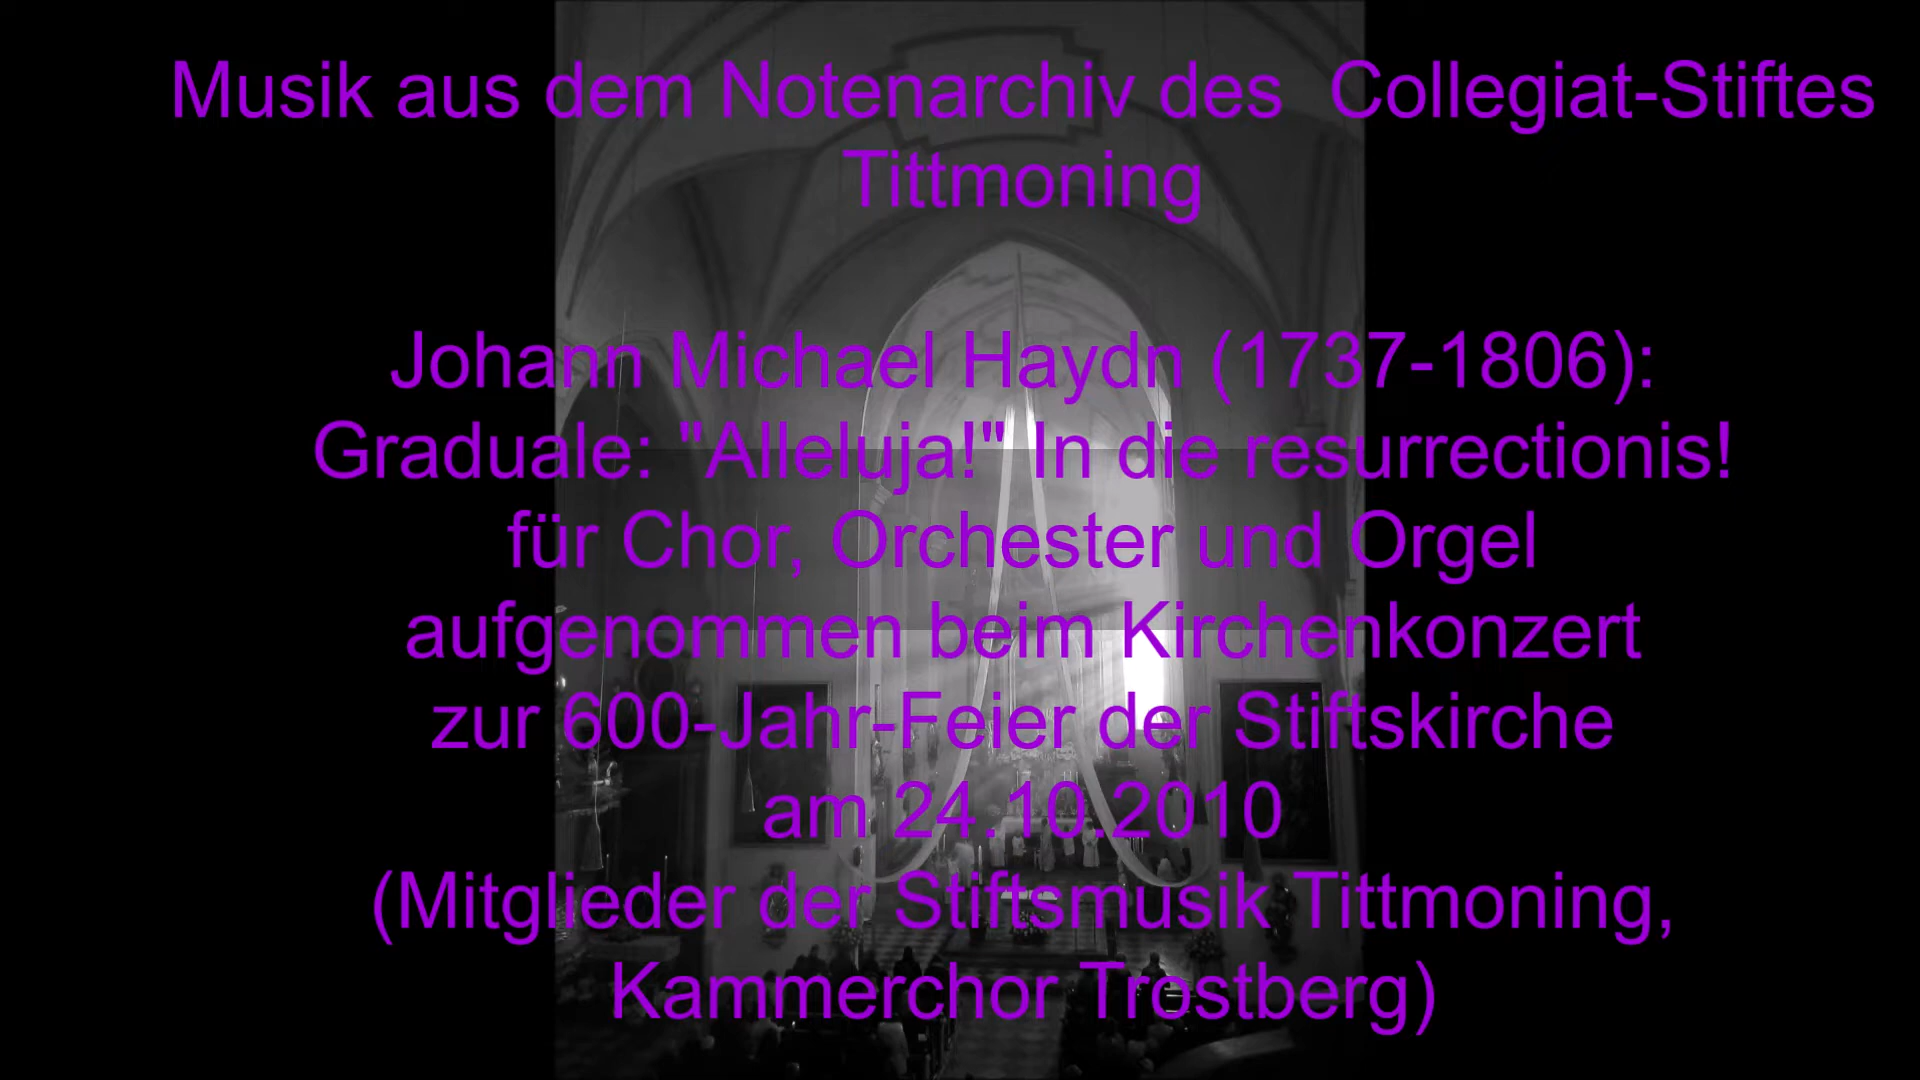 Musik aus dem Notenarchiv des  Collegiat-Stiftes
Tittmoning
Johann Michael Haydn (1737-1806):
Graduale: "Alleluja!" In die resurrectionis!
für Chor, Orchester und Orgel
aufgenommen beim Kirchenkonzert
zur 600-Jahr-Feier der Stiftskirche
am 24.10.2010
(Mitglieder der Stiftsmusik Tittmoning,
Kammerchor Trostberg)